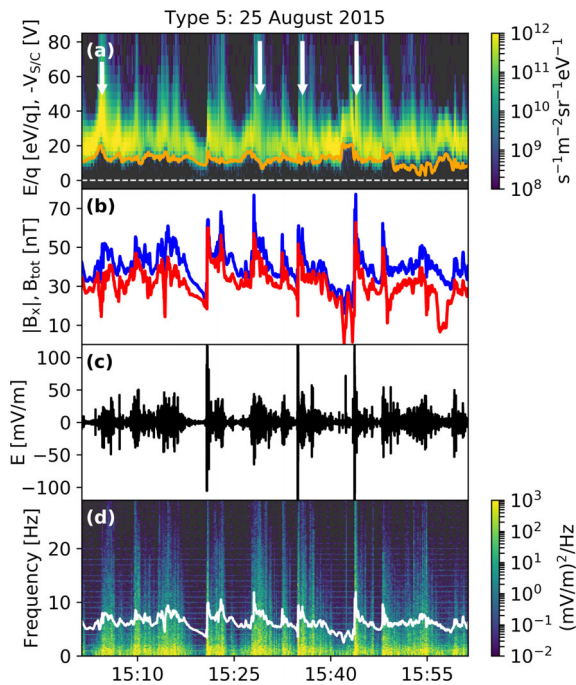 Type 5: 25 August 2015
(a)
E/q [eV/q], -V_S/C [V]
80
60
40
20
0
10^12
10^11
10^10
10^9
10^8
s^−1m^−2sr^−1eV^−1
(b)
|B_x|, B_tot [nT]
70
50
30
10
(c)
E [mV/m]
100
50
0
−50
−100
(d)
Frequency [Hz]
20
10
0
10^3
10^2
10^1
10^0
10^−1
10^−2
(mV/m)^2/Hz
15:10 15:25 15:40 15:55